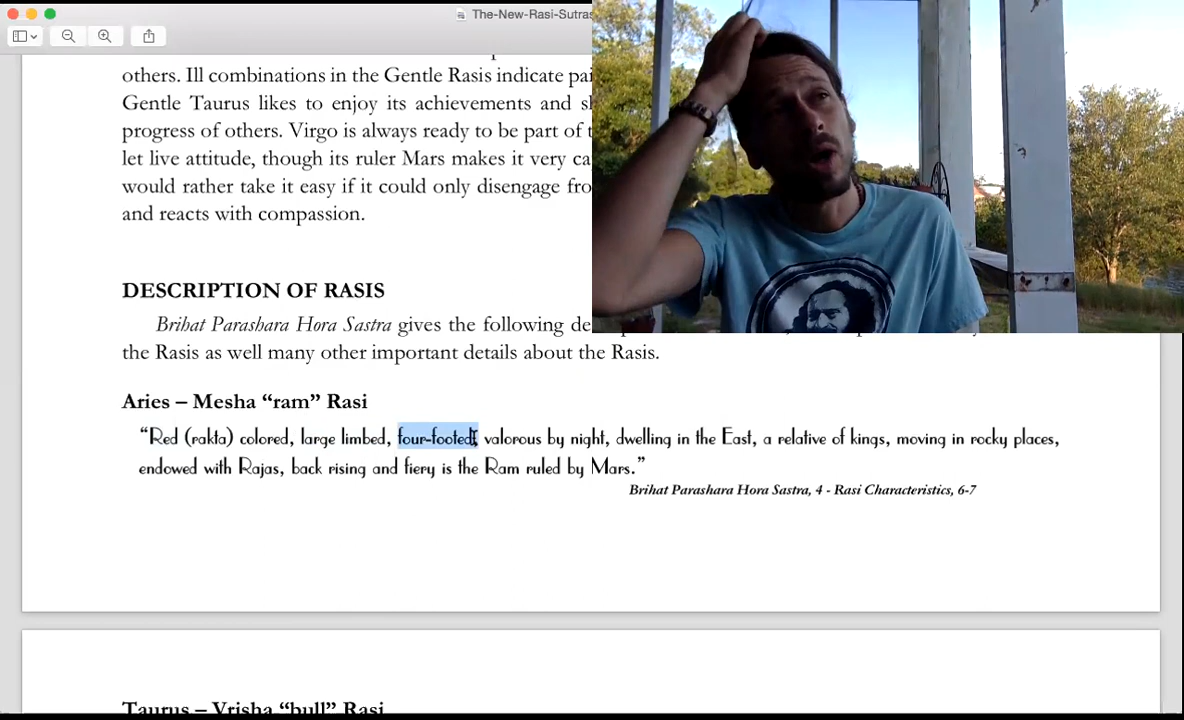 The-New-Rasi-Sutras
others. Ill combinations in the Gentle Rasis indicate
Gentle Taurus likes to enjoy its achievements and
progress of others. Virgo is always ready to be part of
let live attitude, though its ruler Mars makes it very
would rather take it easy if it could only disengage
and reacts with compassion.
DESCRIPTION OF RASIS
Brihat Parashara Hora Sastra gives the following
the Rasis as well many other important details about the Rasis.
Aries – Mesha “ram” Rasi
“Red (rakta) colored, large limbed, four-footed, valorous by night, dwelling in the East, a relative of kings, moving in rocky places,
endowed with Rajas, back rising and fiery is the Ram ruled by Mars.”
Brihat Parashara Hora Sastra, 4 - Rasi Characteristics, 6-7
Taurus – Vrisha “bull” Rasi